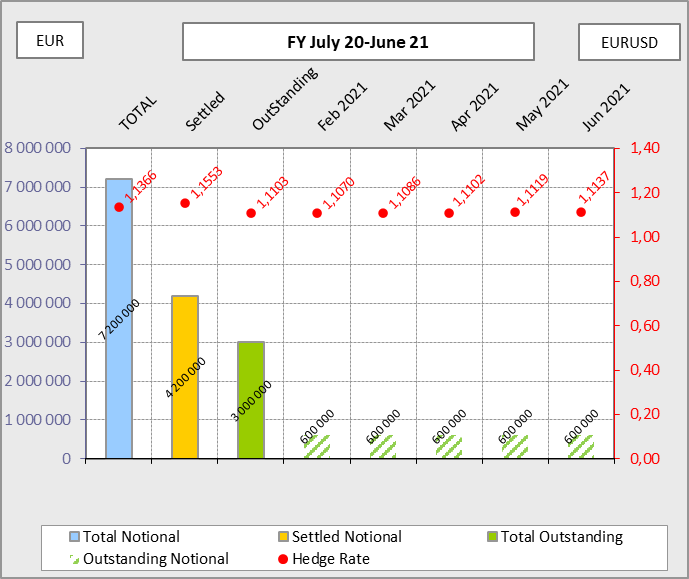 EUR
FY July 20-June 21
EURUSD
TOTAL
Settled
OutStanding
Feb 2021
Mar 2021
Apr 2021
May 2021
Jun 2021
8 000 000
7 000 000
6 000 000
5 000 000
4 000 000
3 000 000
2 000 000
1 000 000
0
1,1366
1,1553
1,1103
1,1070
1,1086
1,1102
1,1119
1,1137
7 200 000
4 200 000
3 000 000
600 000
600 000
600 000
600 000
600 000
1,40
1,20
1,00
0,80
0,60
0,40
0,20
0,00
Total Notional
Settled Notional
Total Outstanding
Outstanding Notional
Hedge Rate